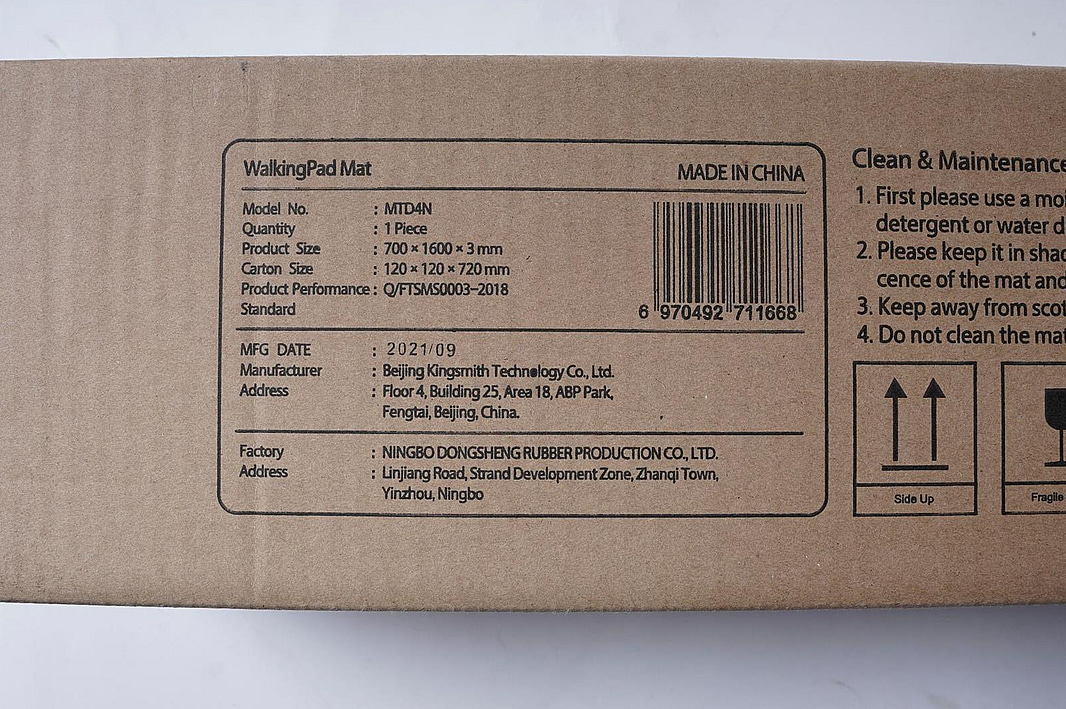 WalkingPad Mat MADE IN CHINA
Model No. : MTD4N
Quantity : 1 Piece
Product Size : 700 × 1600 × 3 mm
Carton Size : 120 × 120 × 720 mm
Product Performance : Q/FTSMS0003-2018
Standard
6 970492 711668
MFG DATE : 2021/09
Manufacturer : Beijing Kingsmith Technology Co., Ltd.
Address : Floor 4, Building 25, Area 18, ABP Park,
Fengtai, Beijing, China.
Factory : NINGBO DONGSHENG RUBBER PRODUCTION CO., LTD.
Address : Linjiang Road, Strand Development Zone, Zhanqi Town,
Yinzhou, Ningbo
Clean & Maintenance
1. First please use a
detergent or water
2. Please keep it in
cence of the mat and
3. Keep away from
4. Do not clean the mat
Side Up
Fragile